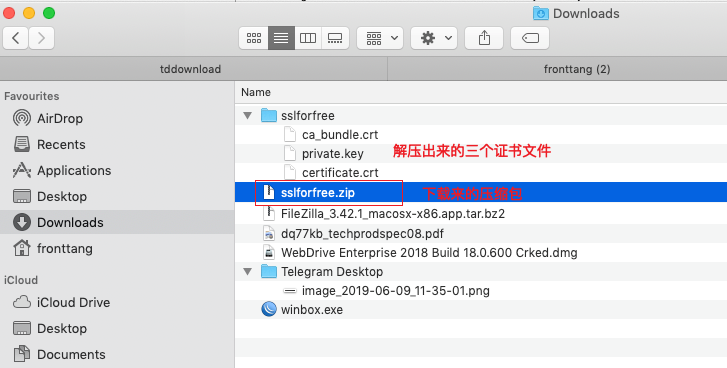 Downloads
tddownload
fronttang (2)
Favourites
AirDrop
Recents
Applications
Desktop
Downloads
fronttang
iCloud
iCloud Drive
Desktop
Documents
Name
sslforfree
ca_bundle.crt
private.key
解压出来的三个证书文件
certificate.crt
sslforfree.zip
下载来的压缩包
FileZilla_3.42.1_macosx-x86.app.tar.bz2
dq77kb_techprodspec08.pdf
WebDrive Enterprise 2018 Build 18.0.600 Crked.dmg
Telegram Desktop
image_2019-06-09_11-35-01.png
winbox.exe